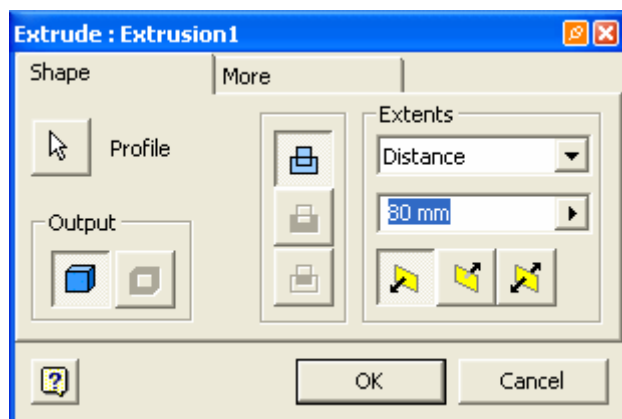 Extrude : Extrusion1
Shape
More
Profile
Output
Extents
Distance
80 mm
?
OK
Cancel